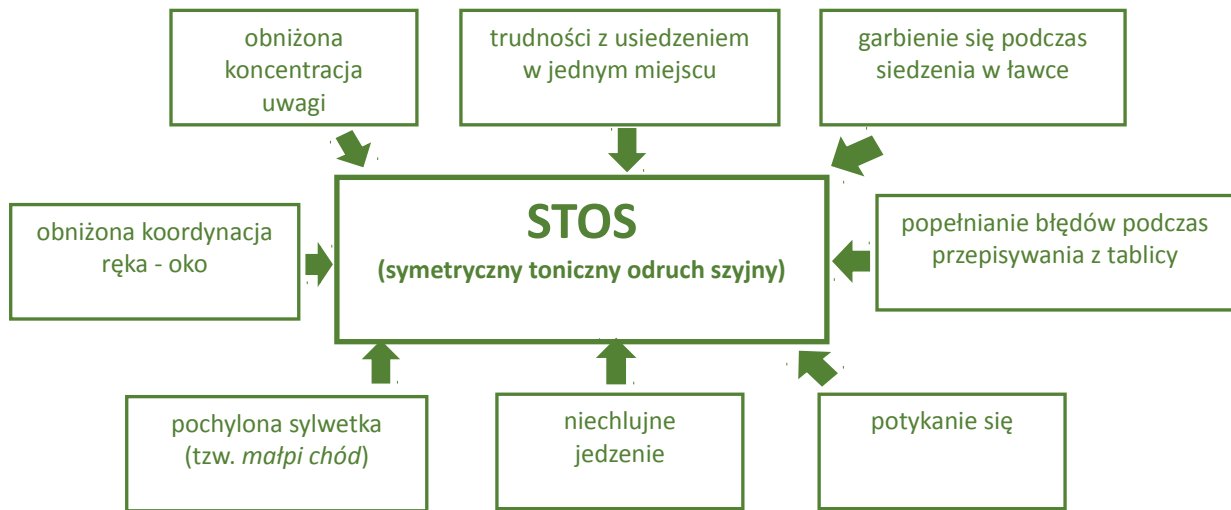 obniżona
koncentracja
uwagi
trudności z usiedzeniem
w jednym miejscu
garbienie się podczas
siedzenia w ławce
obniżona koordynacja
ręka - oko
STOS
(symetryczny toniczny odruch szyjny)
popełnianie błędów podczas
przepisywania z tablicy
pochylona sylwetka
(tzw. małpi chód)
niechlujne
jedzenie
potykanie się